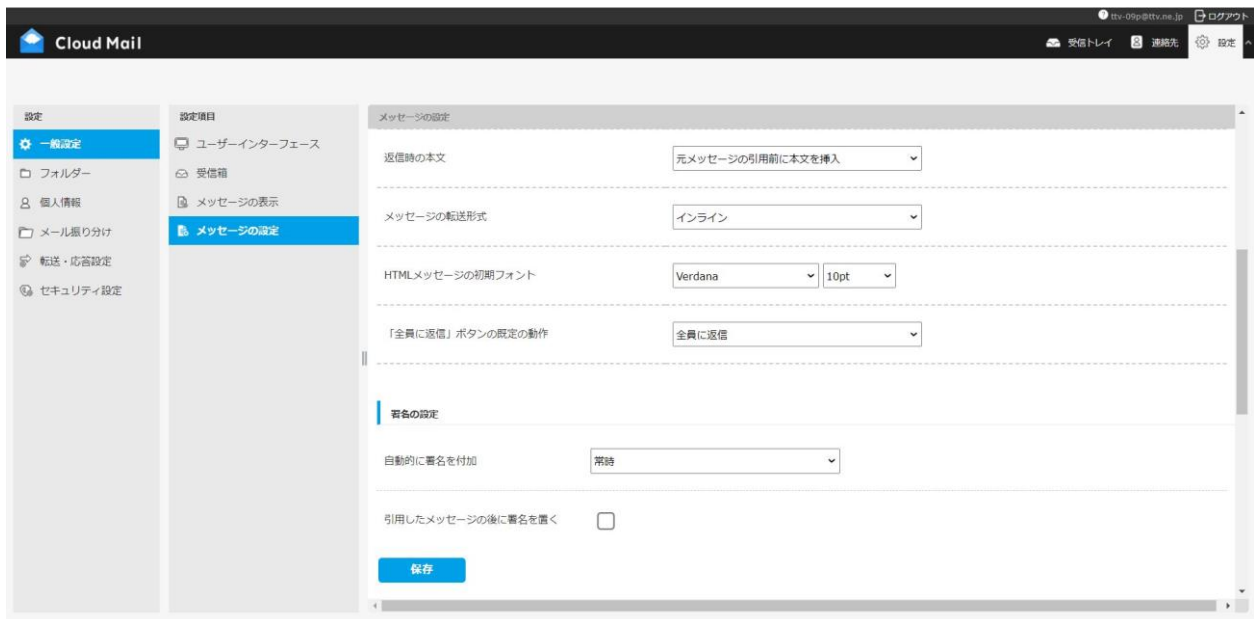 ttv-09p@ttv.ne.jp ログアウト
Cloud Mail
受信トレイ 連絡先 設定
設定
一般設定
フォルダー
個人情報
メール振り分け
転送・応答設定
セキュリティ設定
設定項目
ユーザーインターフェース
受信箱
メッセージの表示
メッセージの設定
メッセージの設定
返信時の本文 元メッセージの引用前に本文を挿入
メッセージの転送形式 インライン
HTMLメッセージの初期フォント Verdana 10pt
「全員に返信」ボタンの既定の動作 全員に返信
署名の設定
自動的に署名を付加 常時
引用したメッセージの後に署名を置く
保存